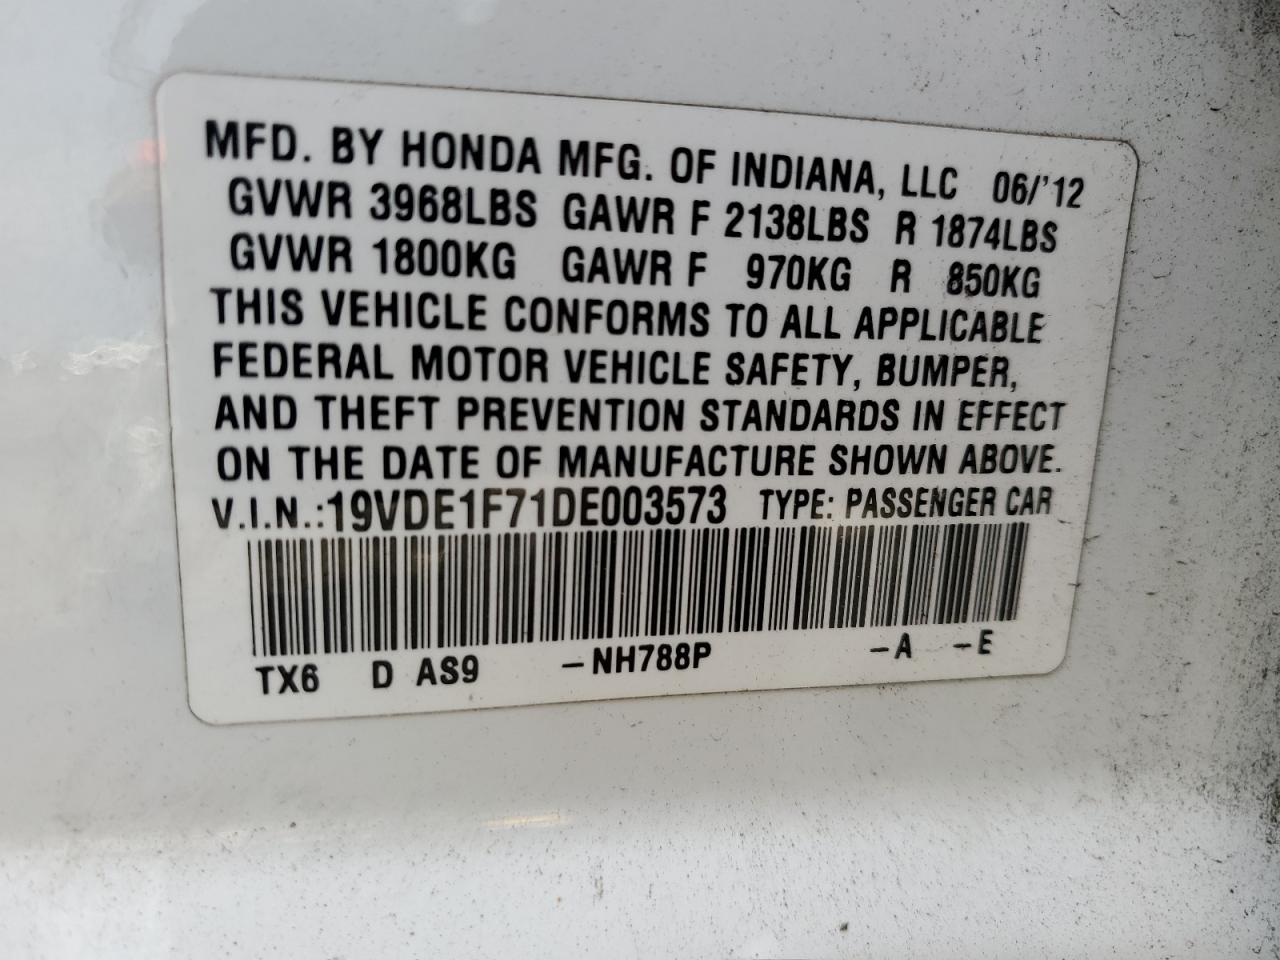 MFD. BY HONDA MFG. OF INDIANA, LLC 06/'12
GVWR 3968LBS GAWR F 2138LBS R 1874LBS
GVWR 1800KG GAWR F 970KG R 850KG
THIS VEHICLE CONFORMS TO ALL APPLICABLE
FEDERAL MOTOR VEHICLE SAFETY, BUMPER,
AND THEFT PREVENTION STANDARDS IN EFFECT
ON THE DATE OF MANUFACTURE SHOWN ABOVE.
V.I.N.:19VDE1F71DE003573 TYPE: PASSENGER CAR
TX6 D AS9 –NH788P –A –E